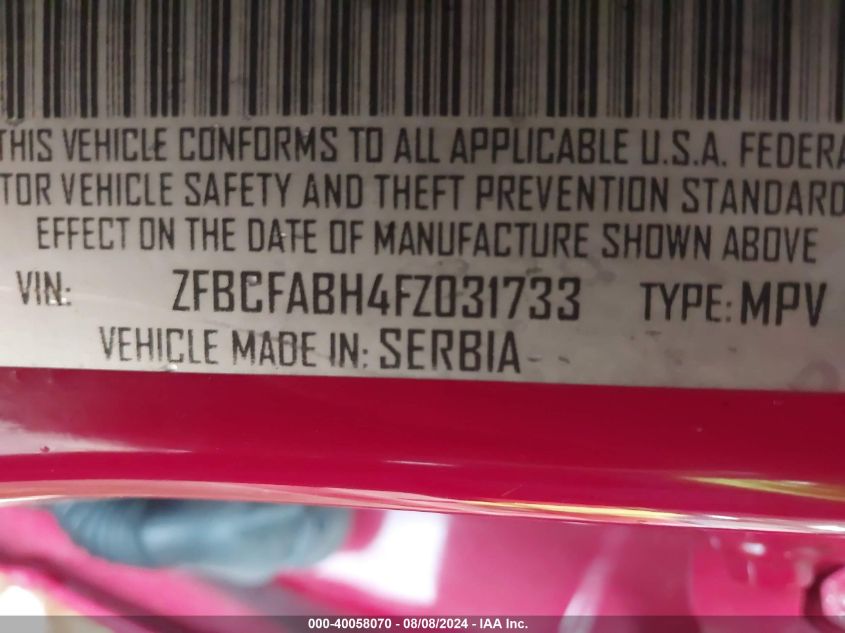 THIS VEHICLE CONFORMS TO ALL APPLICABLE U.S.A. FEDERA
TOR VEHICLE SAFETY AND THEFT PREVENTION STANDARD
EFFECT ON THE DATE OF MANUFACTURE SHOWN ABOVE
VIN: ZFBCFABH4FZ031733 TYPE: MPV
VEHICLE MADE IN: SERBIA
000-40058070 - 08/08/2024 - IAA Inc.